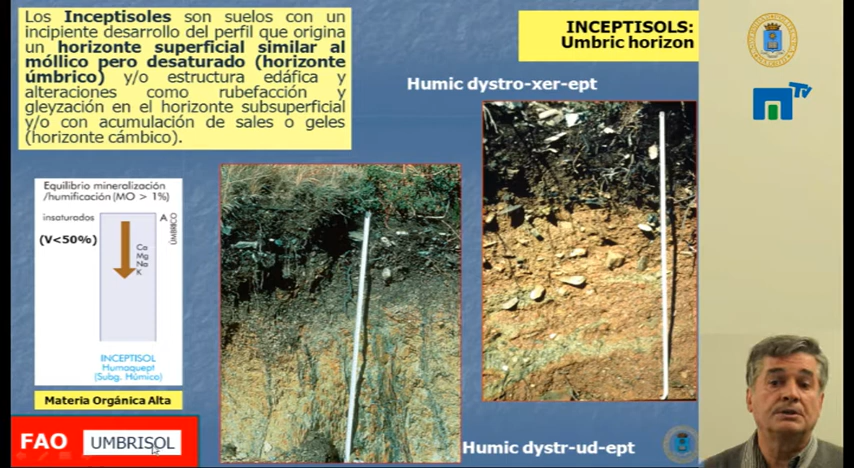 Los Inceptisoles son suelos con un
incipiente desarrollo del perfil que origina
un horizonte superficial similar al
móllico pero desaturado (horizonte
úmbrico) y/o estructura edáfica y
alteraciones como rubefacción y
gleyzación en el horizonte subsuperficial
y/o con acumulación de sales o geles
(horizonte cámbico).
INCEPTISOLS:
Umbric horizon
Tv
Humic dystro-xer-ept
Equilibrio mineralización
/humificación (MO > 1%)
insaturados
(V<50%)
A
ÚMBRICO
Ca
Mg
Na
K
INCEPTISOL
Humaquept
(Subg. Húmico)
Materia Orgánica Alta
FAO
UMBRISOL
Humic dystr-ud-ept